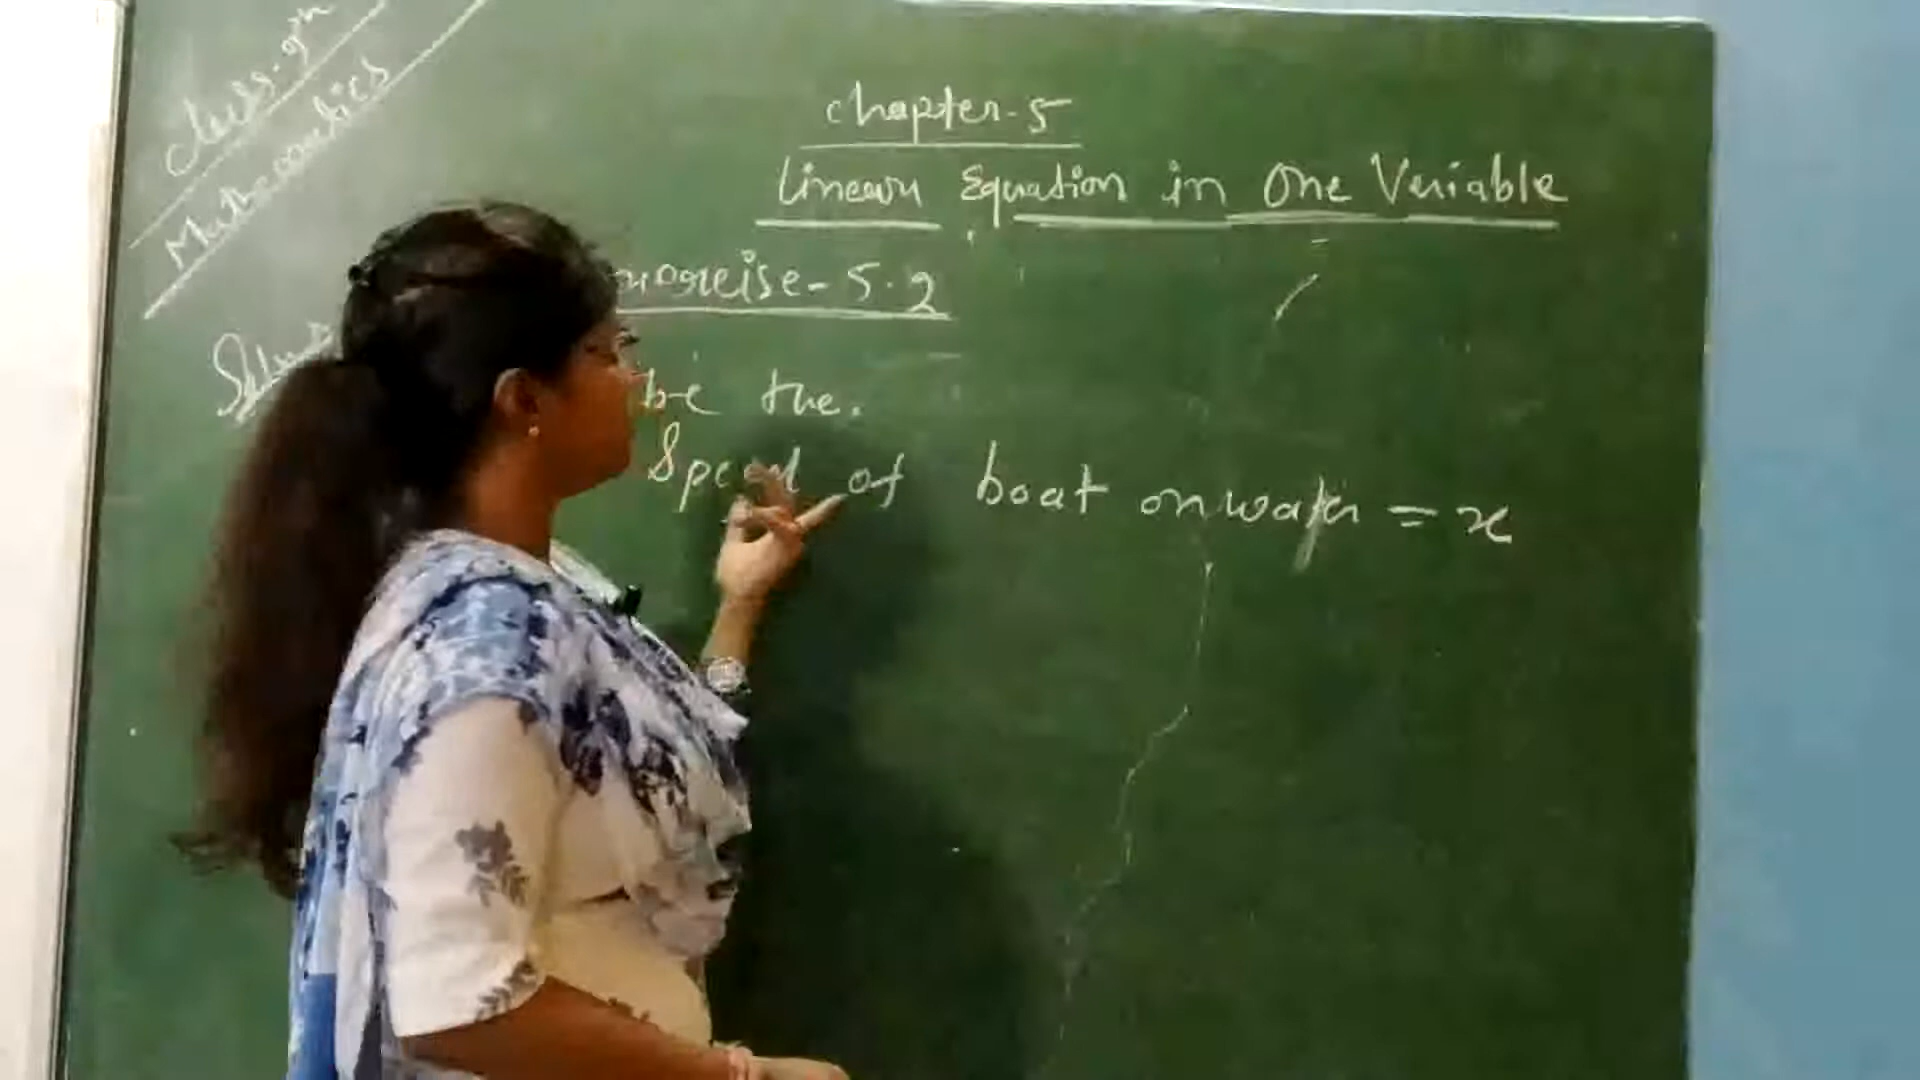 Class-9th
Mathematics
Chapter-5
Linear Equation in One Variable
Exercise-5.2
be the.
Speed of boat on water = x